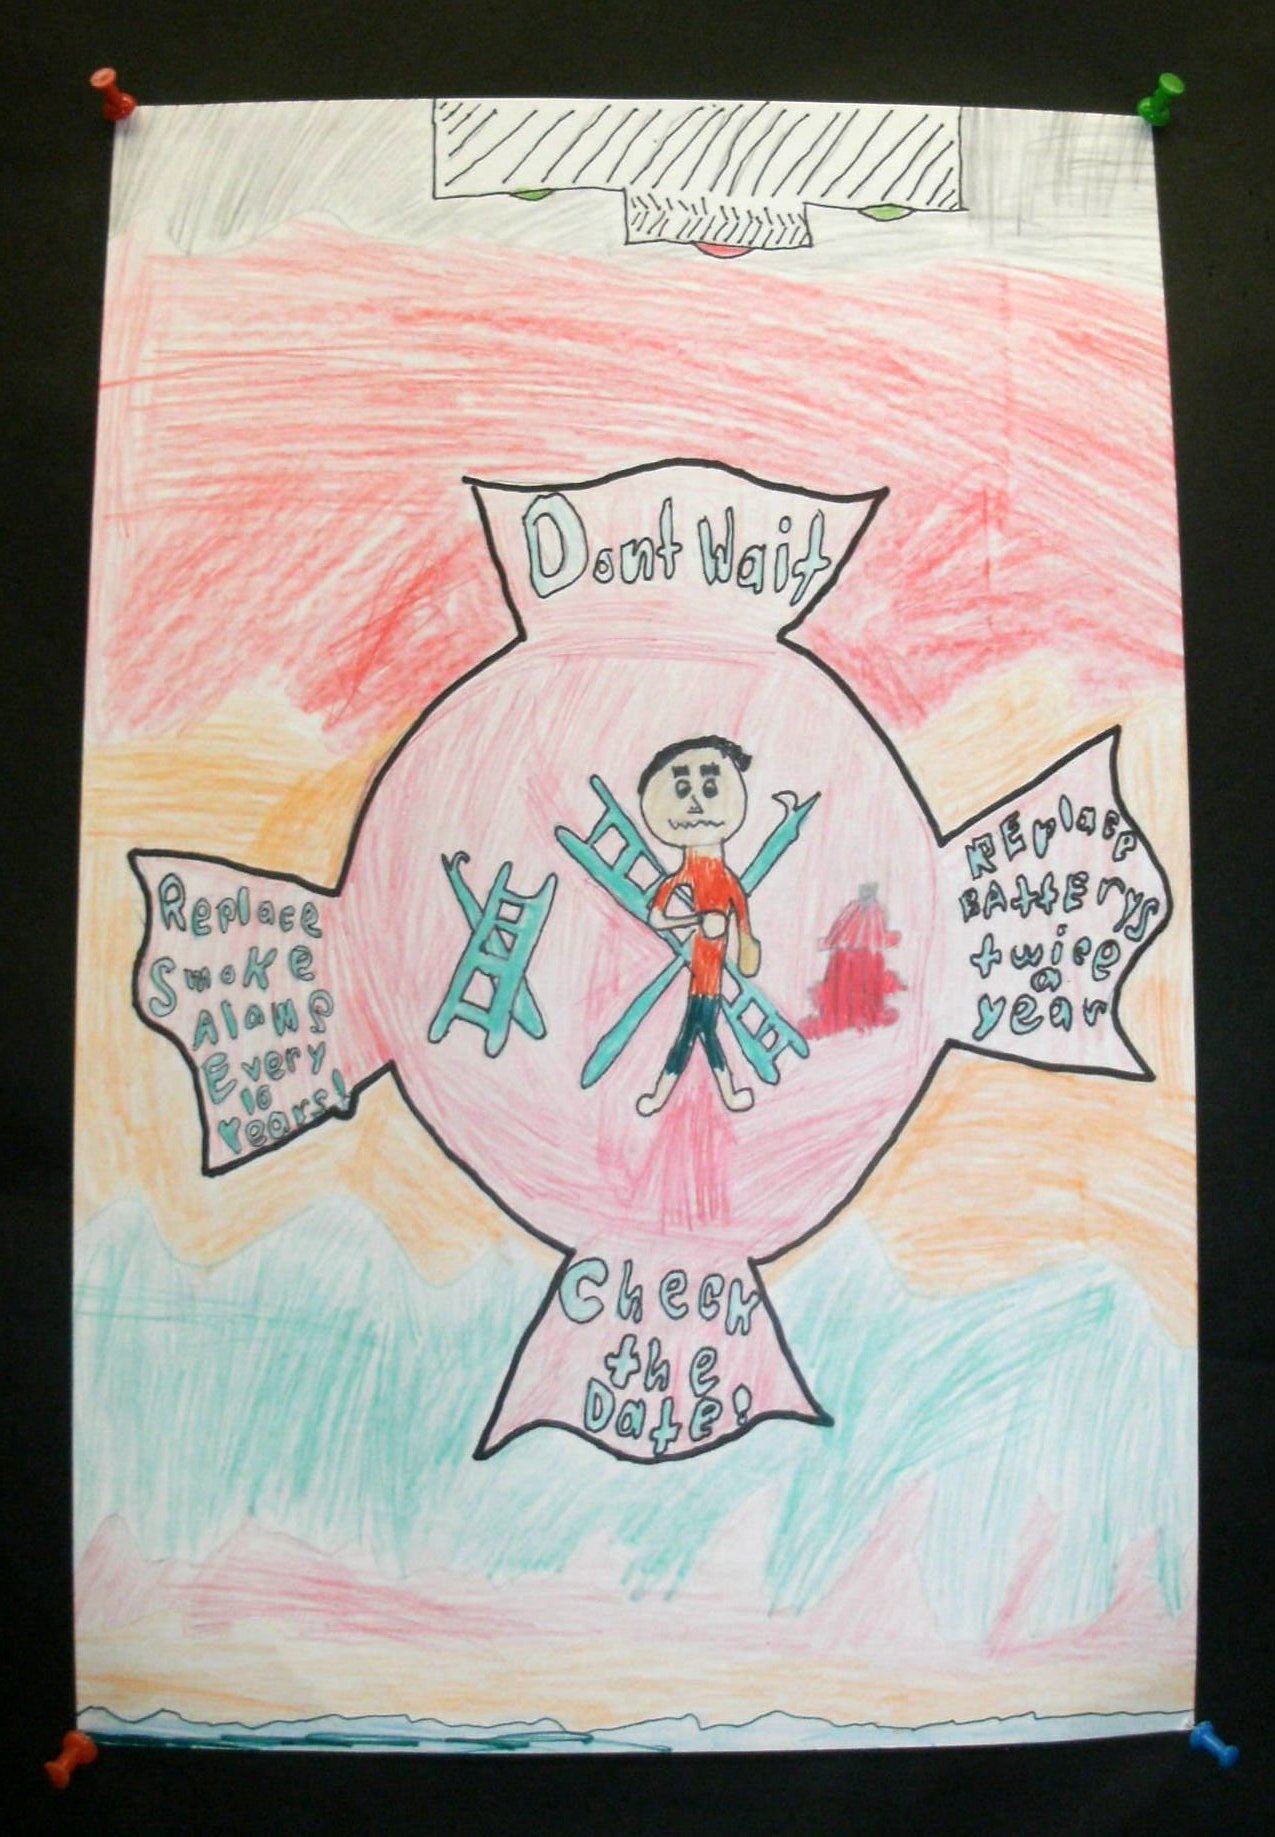 Dont Wait
Replace
Smoke
Alams
Every
10
Years!
REplace
BAttErys
twice
a
year
Check
the
Date!